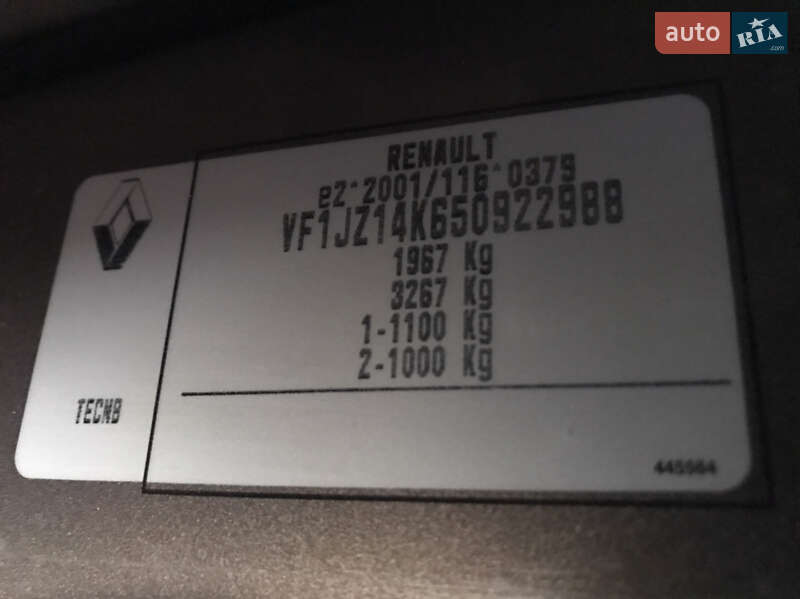 auto RIA
.com
RENAULT
e2*2001/116*0379
VF1JZ14K650922988
1967 Kg
3267 Kg
1-1100 Kg
2-1000 Kg
TECNB
445564